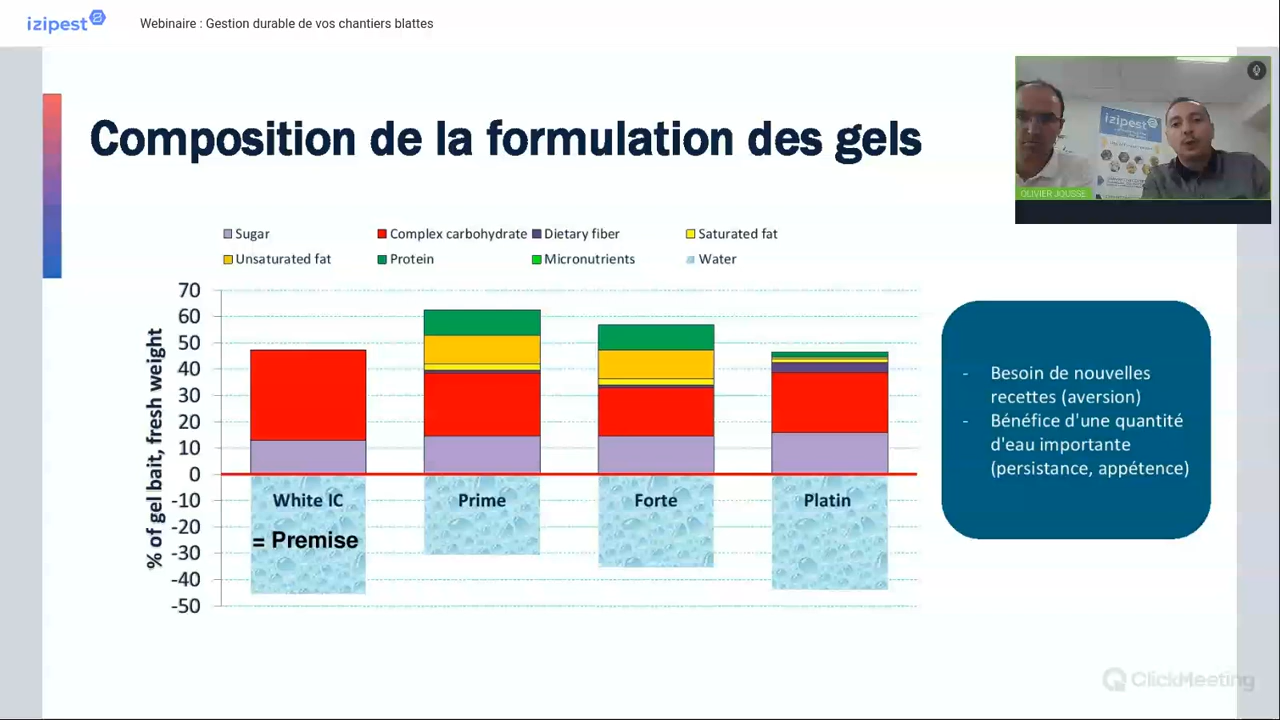 izipest
Webinaire : Gestion durable de vos chantiers blattes
Composition de la formulation des gels
izipest
OLIVIER JOUSSE
Sugar
Complex carbohydrate
Dietary fiber
Saturated fat
Unsaturated fat
Protein
Micronutrients
Water
% of gel bait, fresh weight
70
60
50
40
30
20
10
0
-10
-20
-30
-40
-50
White IC
= Premise
Prime
Forte
Platin
- Besoin de nouvelles
recettes (aversion)
- Bénéfice d'une quantité
d'eau importante
(persistance, appétence)
ClickMeeting